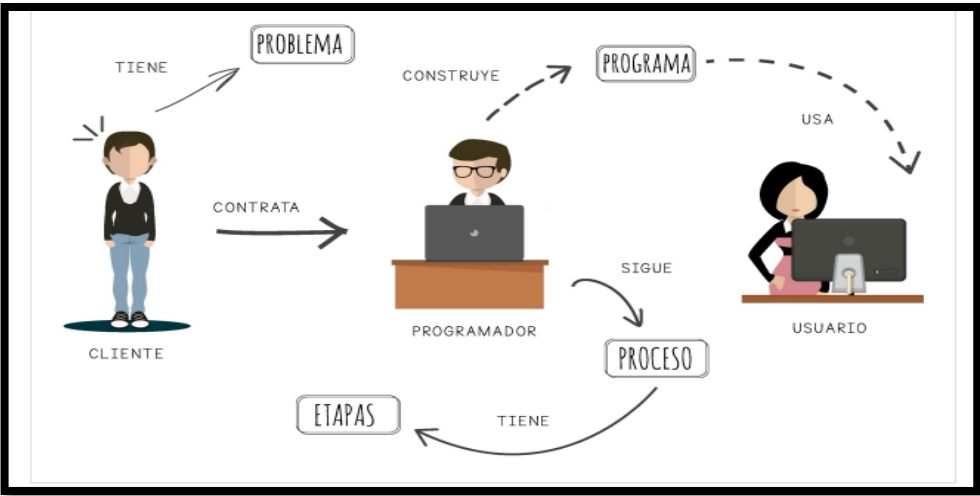 PROBLEMA
TIENE
CONSTRUYE
PROGRAMA
USA
CONTRATA
SIGUE
PROGRAMADOR
USUARIO
CLIENTE
PROCESO
ETAPAS
TIENE